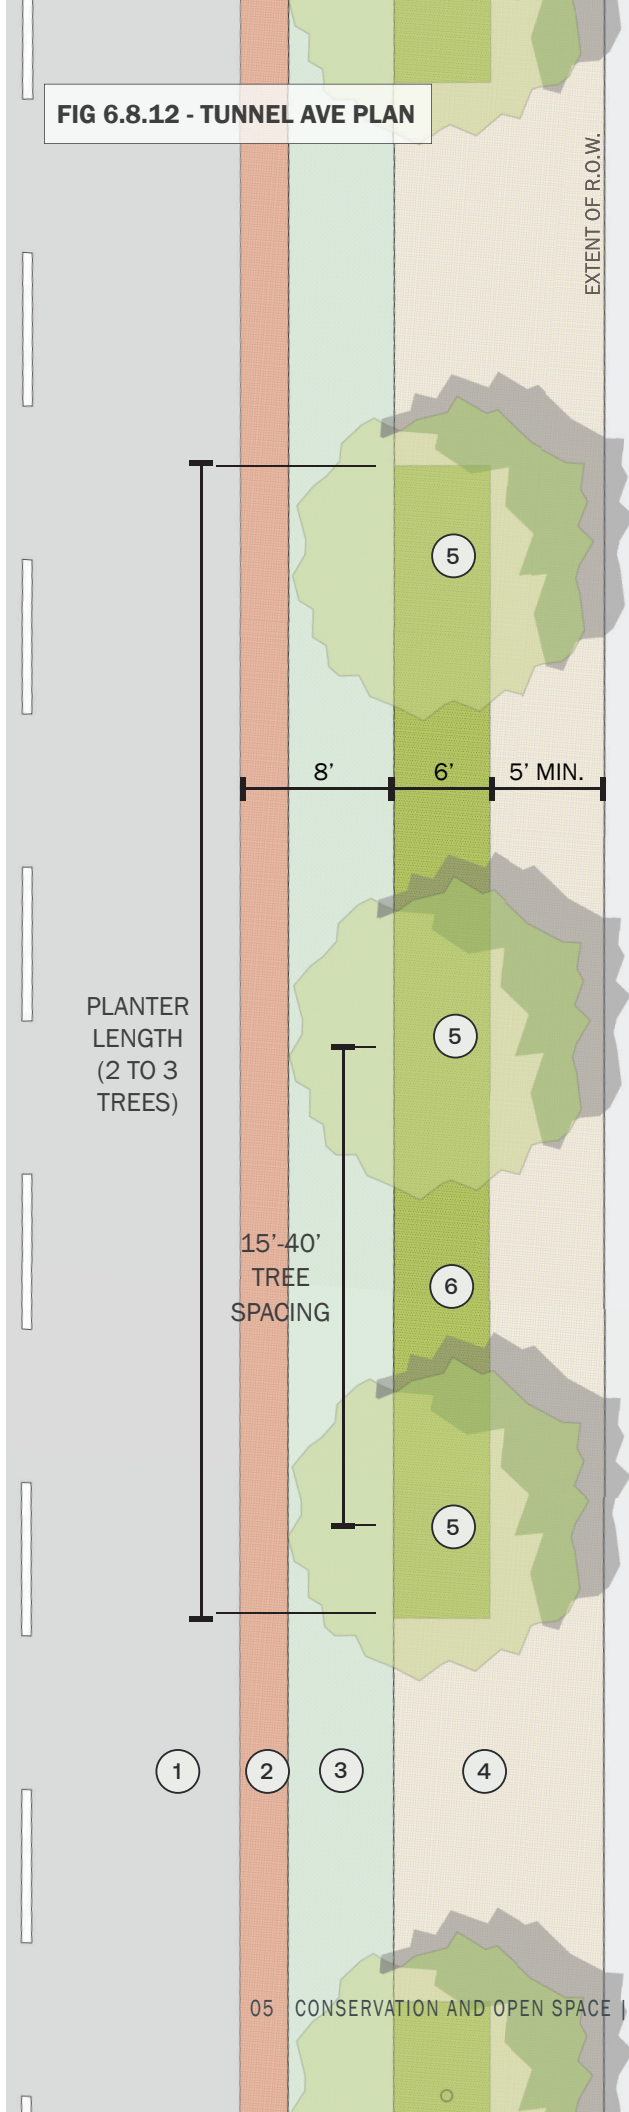 FIG 6.8.12 - TUNNEL AVE PLAN
EXTENT OF R.O.W.
5
8’
6’
5’ MIN.
PLANTER
LENGTH
(2 TO 3
TREES)
5
15’-40’
TREE
SPACING
6
5
1
2
3
4
05 CONSERVATION AND OPEN SPACE |